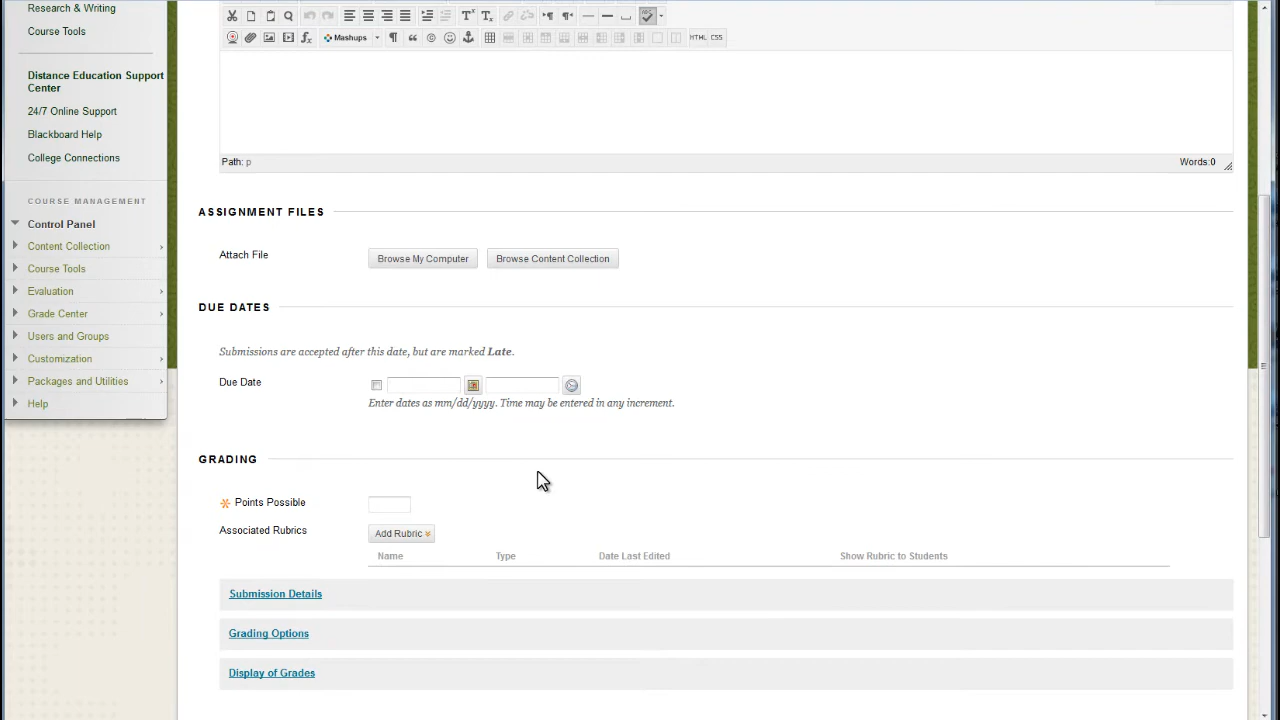 Research & Writing
Course Tools
Distance Education Support
Center
24/7 Online Support
Blackboard Help
College Connections
COURSE MANAGEMENT
Control Panel
Content Collection
Course Tools
Evaluation
Grade Center
Users and Groups
Customization
Packages and Utilities
Help
Mashups
HTML CSS
Path: p
Words:0
ASSIGNMENT FILES
Attach File
Browse My Computer
Browse Content Collection
DUE DATES
Submissions are accepted after this date, but are marked Late.
Due Date
Enter dates as mm/dd/yyyy. Time may be entered in any increment.
GRADING
Points Possible
Associated Rubrics
Add Rubric
Name Type Date Last Edited Show Rubric to Students
Submission Details
Grading Options
Display of Grades